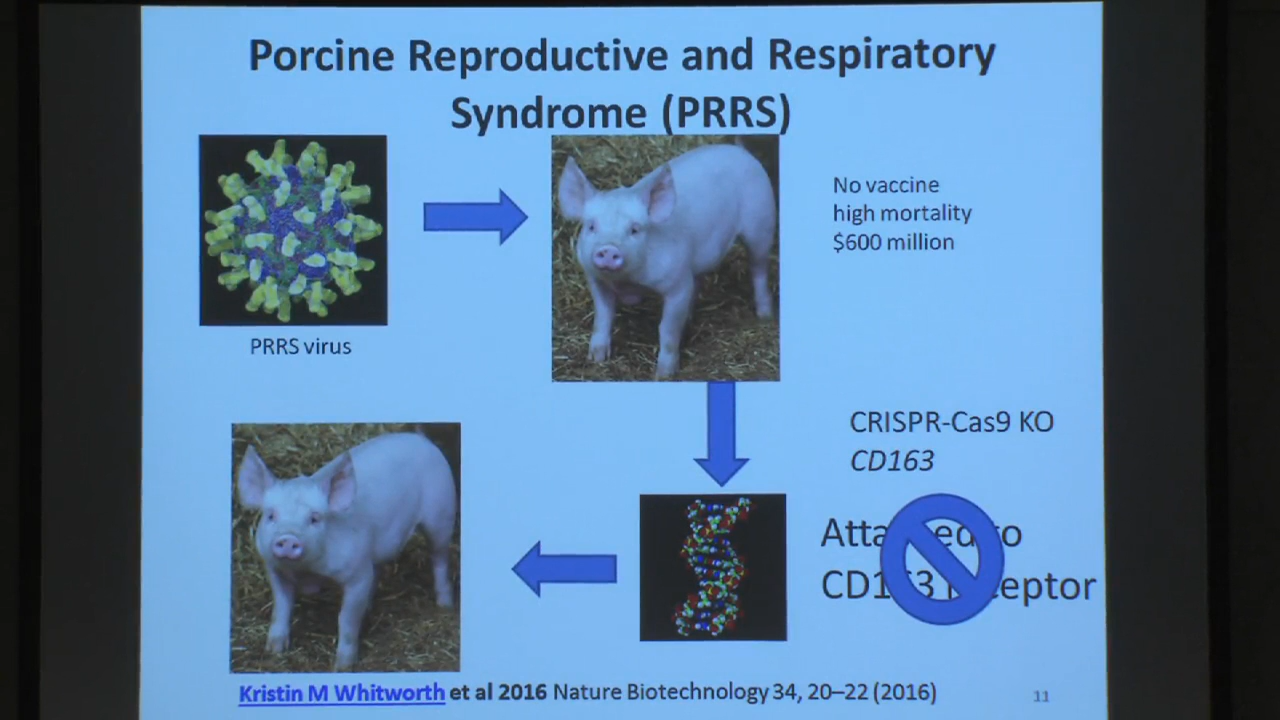 Porcine Reproductive and Respiratory
Syndrome (PRRS)
No vaccine
high mortality
$600 million
PRRS virus
CRISPR-Cas9 KO
CD163
to
Kristin M Whitworth et al 2016 Nature Biotechnology 34, 20–22 (2016)
11